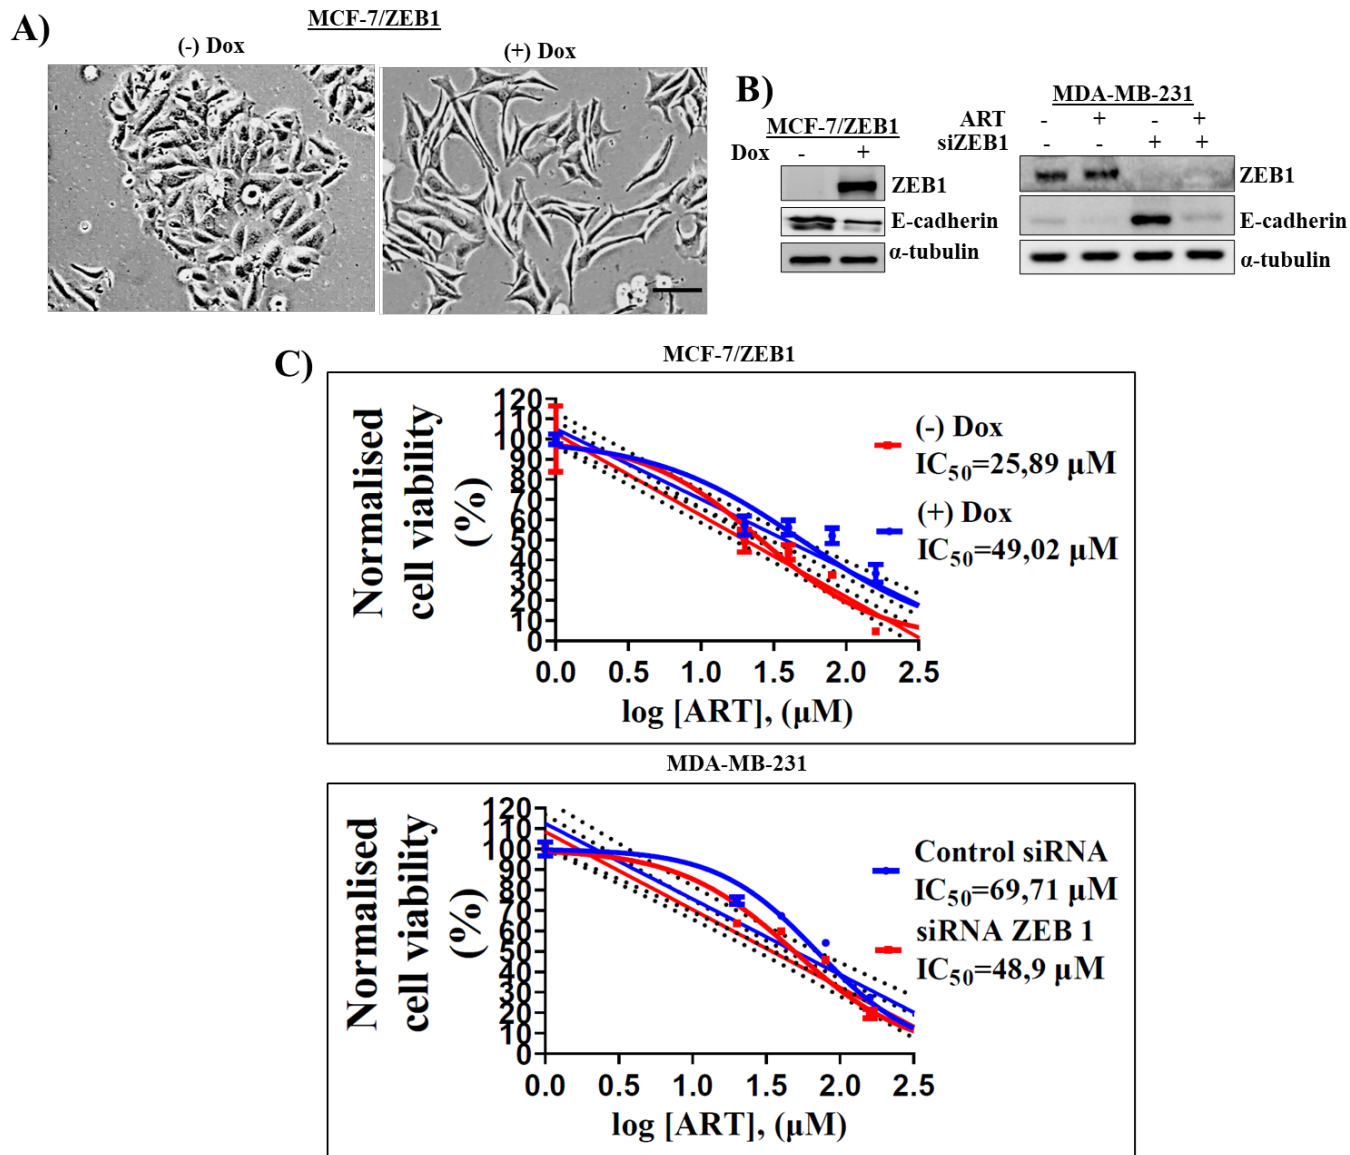 A)
MCF-7/ZEB1
(-) Dox
(+) Dox
B)
MCF-7/ZEB1
Dox - +
ZEB1
E-cadherin
α-tubulin
MDA-MB-231
ART - + - +
siZEB1 - - + +
ZEB1
E-cadherin
α-tubulin
C)
MCF-7/ZEB1
Normalised
cell viability
(%)
120
110
100
90
80
70
60
50
40
30
20
10
0
0.0 0.5 1.0 1.5 2.0 2.5
log [ART], (μM)
(-) Dox
IC50=25,89 μM
(+) Dox
IC50=49,02 μM
MDA-MB-231
Normalised
cell viability
(%)
120
110
100
90
80
70
60
50
40
30
20
10
0
0.0 0.5 1.0 1.5 2.0 2.5
log [ART], (μM)
Control siRNA
IC50=69,71 μM
siRNA ZEB 1
IC50=48,9 μM